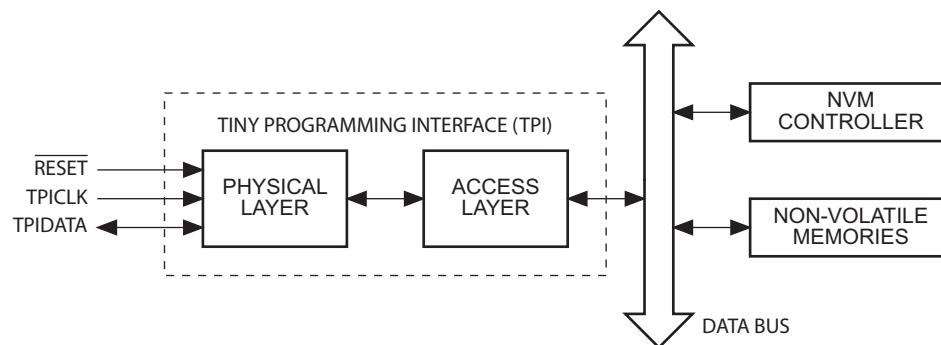 TINY PROGRAMMING INTERFACE (TPI)
RESET
TPICLK
TPIDATA
PHYSICAL
LAYER
ACCESS
LAYER
NVM
CONTROLLER
NON-VOLATILE
MEMORIES
DATA BUS